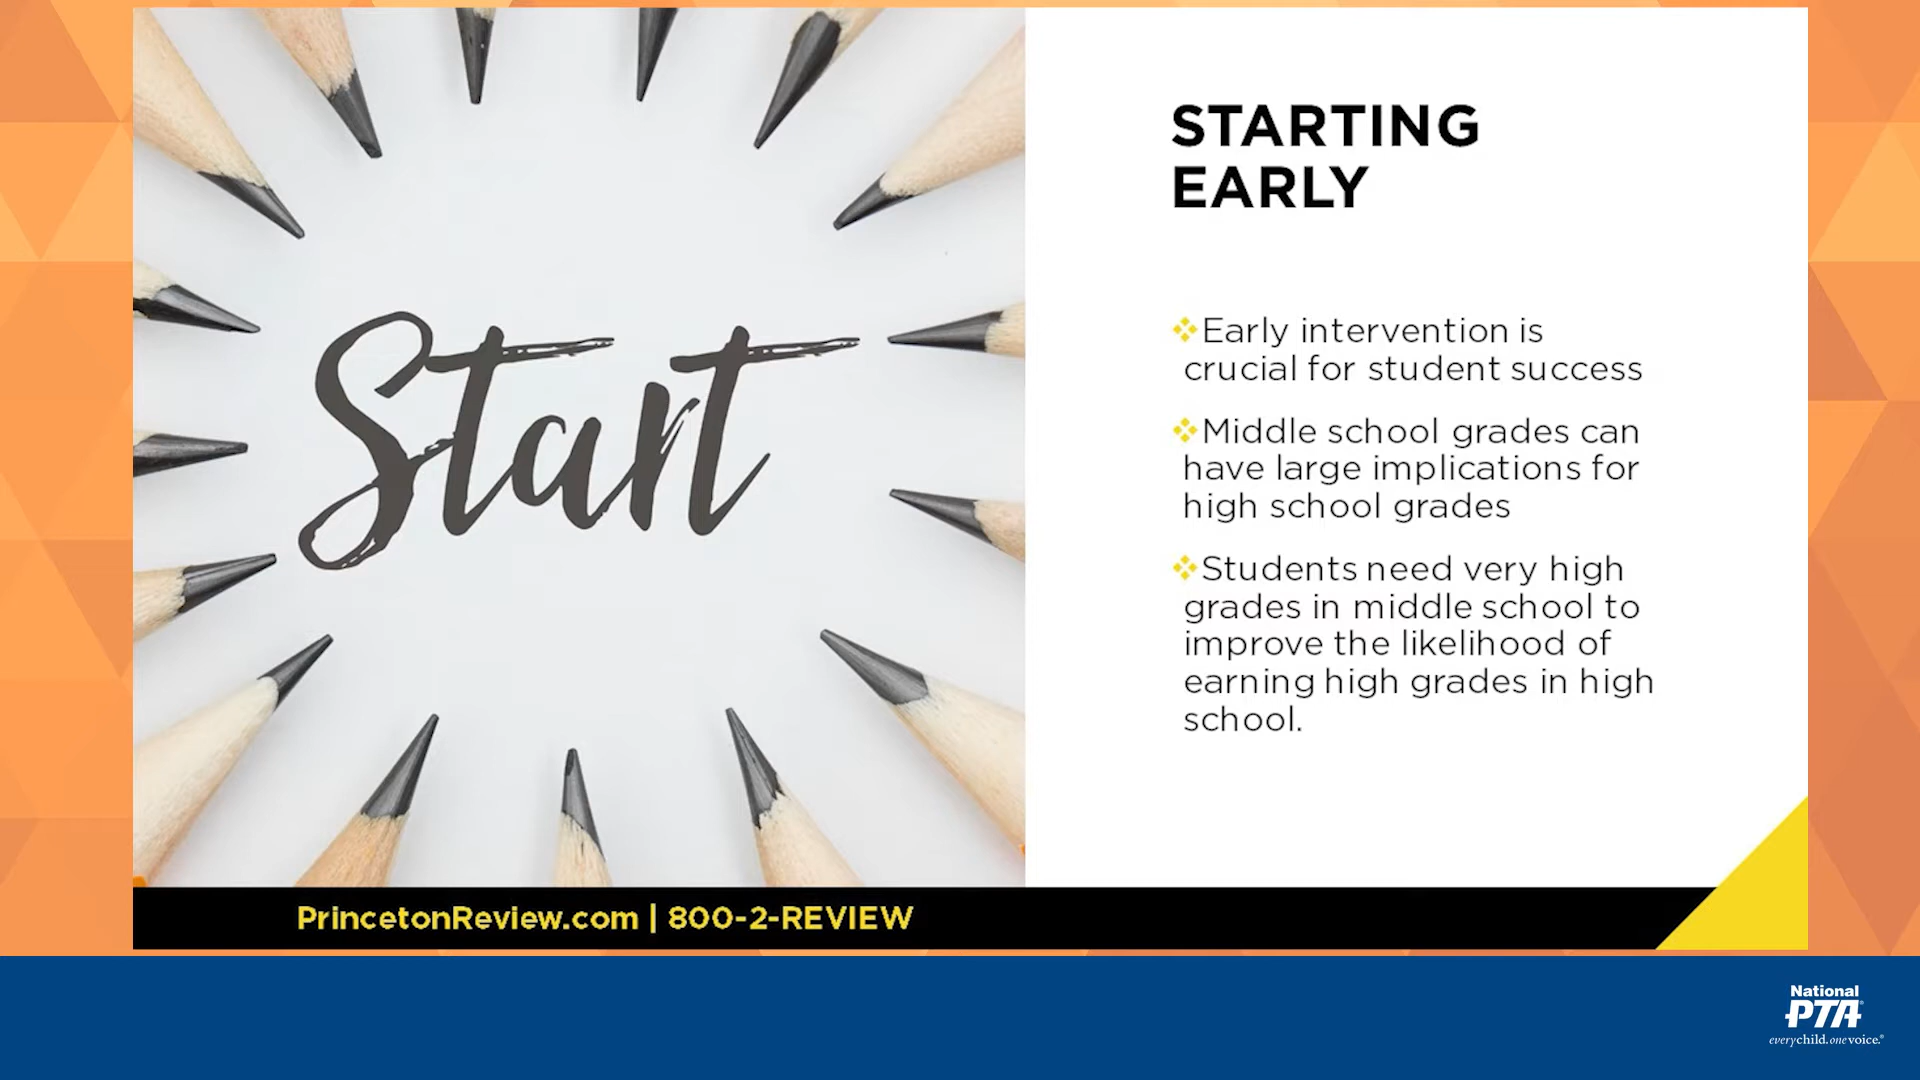 Start
STARTING
EARLY
Early intervention is
crucial for student success
Middle school grades can
have large implications for
high school grades
Students need very high
grades in middle school to
improve the likelihood of
earning high grades in high
school.
PrincetonReview.com | 800-2-REVIEW
National
PTA®
everychild.onevoice.®